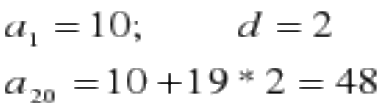 a₁ = 10; d = 2
a₂₀ = 10 + 19 * 2 = 48